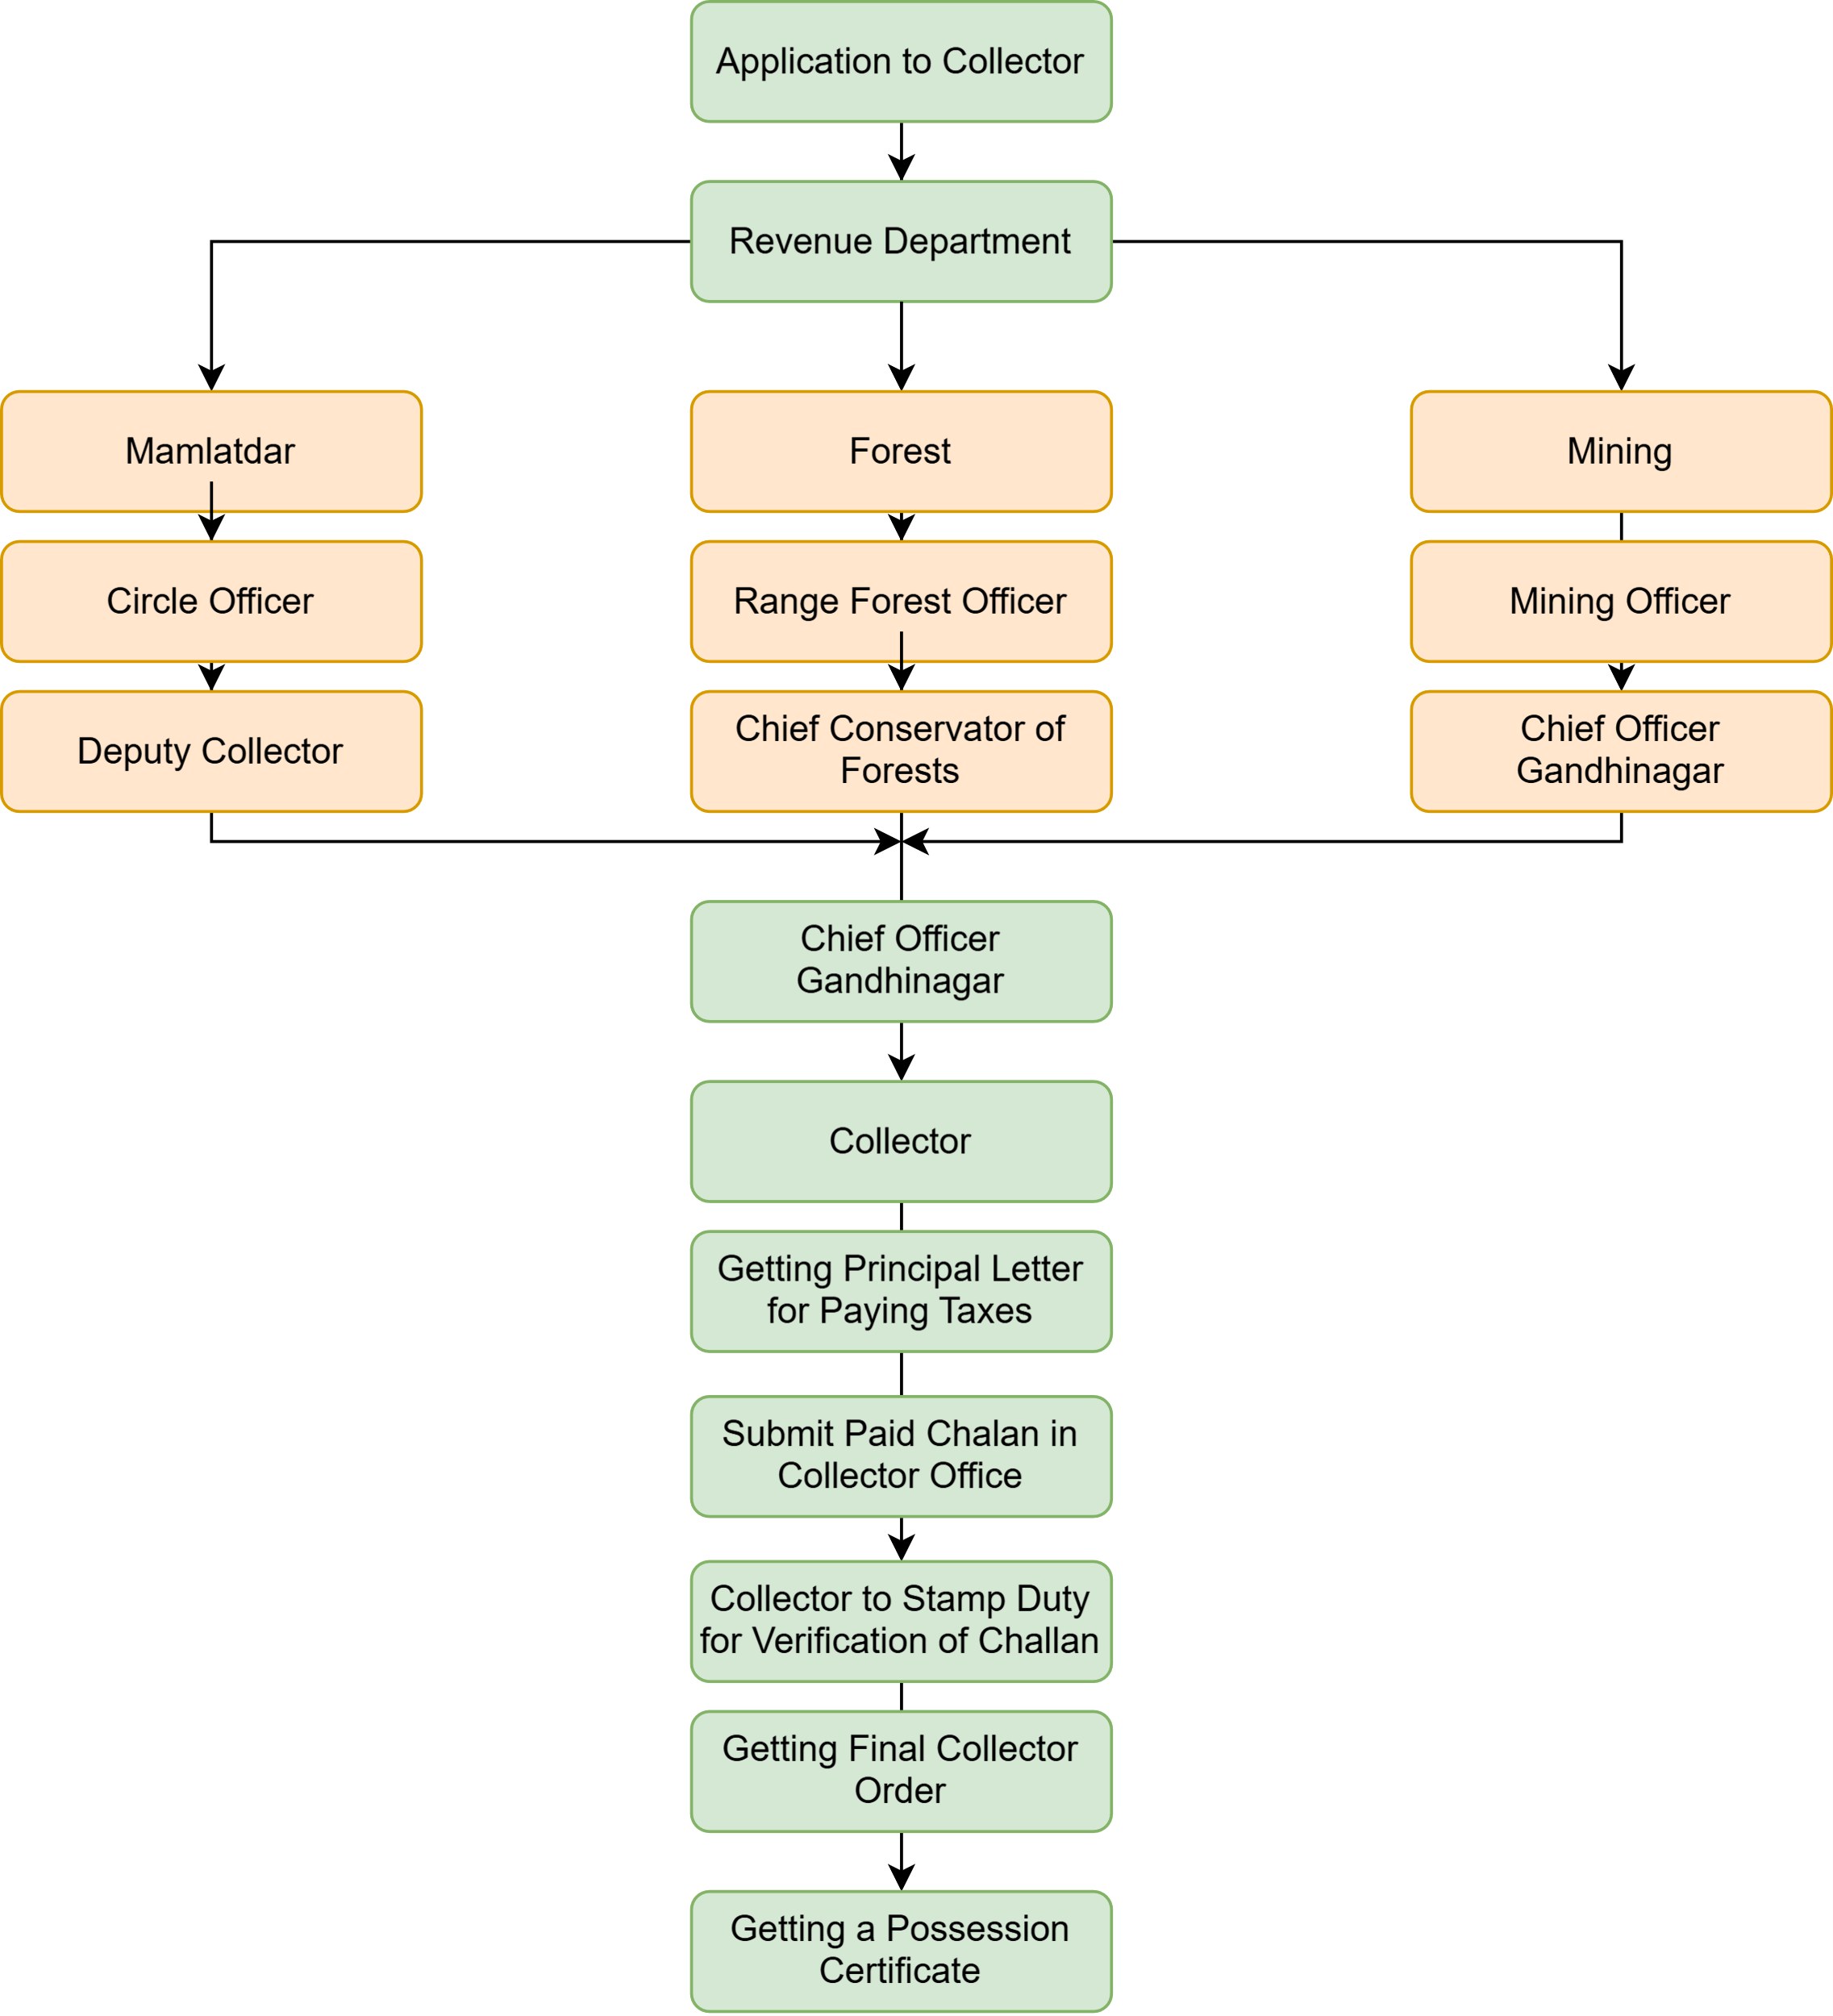 Application to Collector
Revenue Department
Mamlatdar
Forest
Mining
Circle Officer
Range Forest Officer
Mining Officer
Deputy Collector
Chief Conservator of
Forests
Chief Officer
Gandhinagar
Chief Officer
Gandhinagar
Collector
Getting Principal Letter
for Paying Taxes
Submit Paid Chalan in
Collector Office
Collector to Stamp Duty
for Verification of Challan
Getting Final Collector
Order
Getting a Possession
Certificate